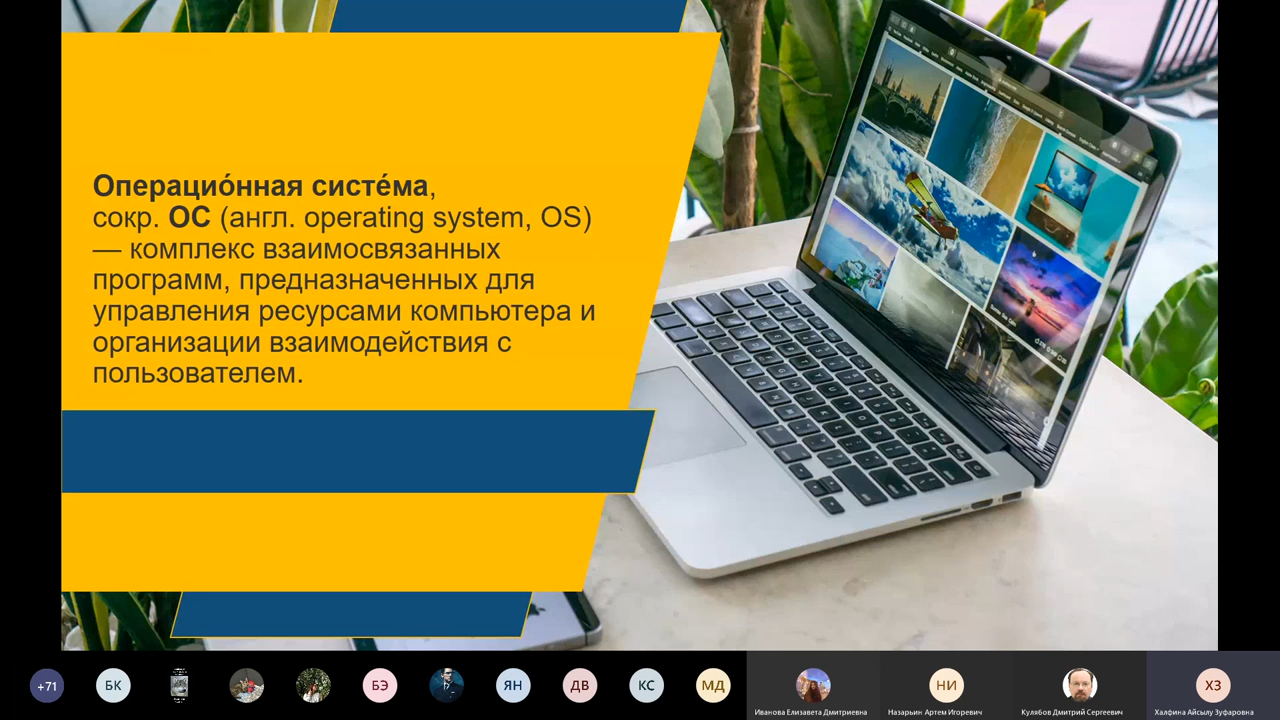 Операцио́нная систе́ма,
сокр. ОС (англ. operating system, OS)
— комплекс взаимосвязанных
программ, предназначенных для
управления ресурсами компьютера и
организации взаимодействия с
пользователем.
+71
БК
БЭ
ЯН
ДВ
КС
МД
НИ
ХЗ
Иванова Елизавета Дмитриевна
Назарьин Артем Игоревич
Кулябов Дмитрий Сергеевич
Халфина Айсылу Зуфаровна